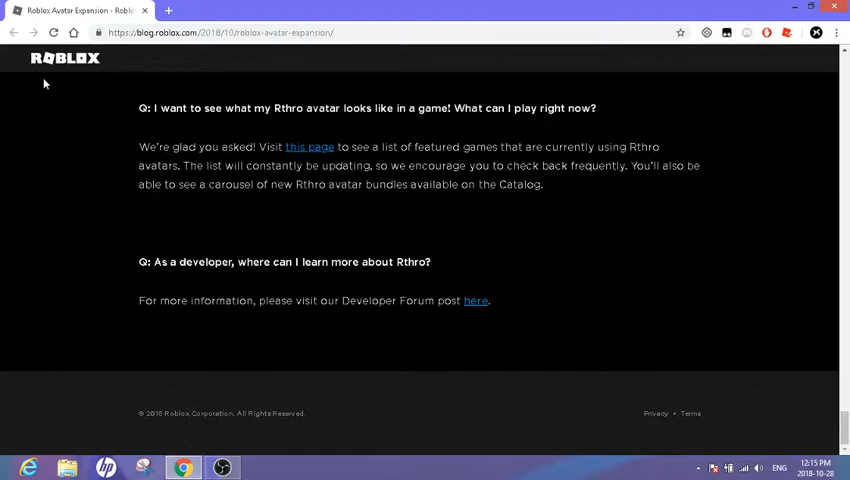 Roblox Avatar Expansion - Roblo
https://blog.roblox.com/2018/10/roblox-avatar-expansion/
ROBLOX
Q: I want to see what my Rthro avatar looks like in a game! What can I play right now?
We're glad you asked! Visit this page to see a list of featured games that are currently using Rthro
avatars. The list will constantly be updating, so we encourage you to check back frequently. You'll also be
able to see a carousel of new Rthro avatar bundles available on the Catalog.
Q: As a developer, where can I learn more about Rthro?
For more information, please visit our Developer Forum post here.
© 2018 Roblox Corporation. All Rights Reserved.
Privacy • Terms
hp
ENG
12:15 PM
2018-10-28